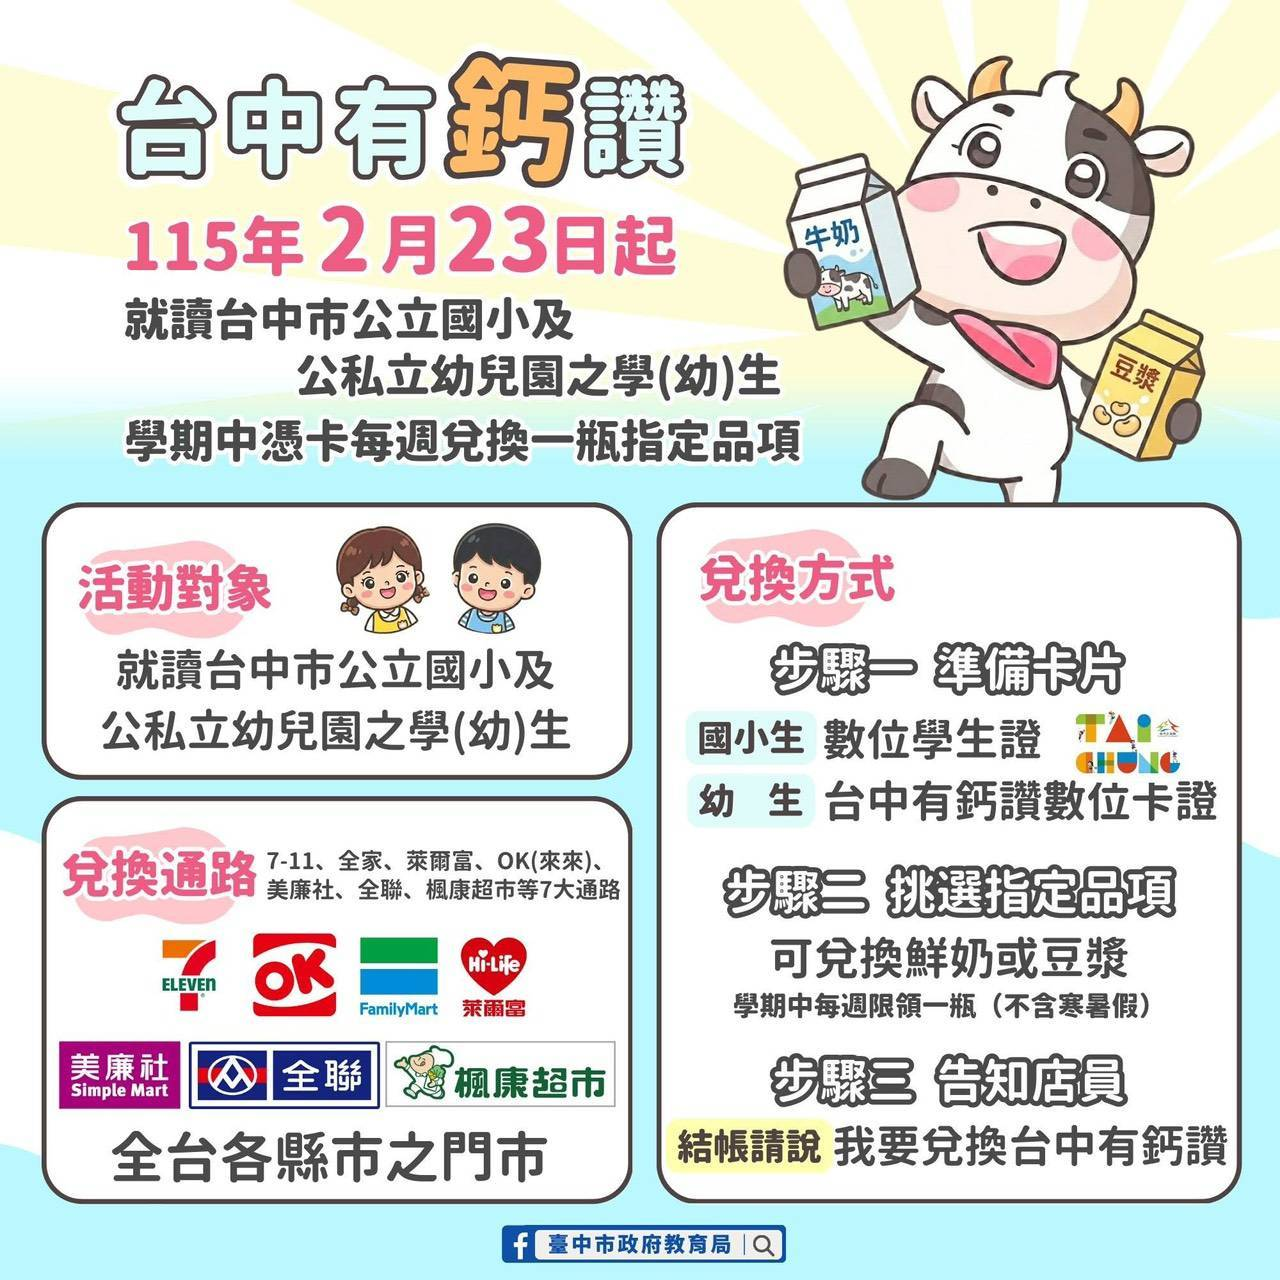 台中有鈣讚
115年2月23日起
就讀台中市公立國小及
公私立幼兒園之學(幼)生
學期中憑卡每週兌換一瓶指定品項
牛奶
豆漿
活動對象
就讀台中市公立國小及
公私立幼兒園之學(幼)生
兌換通路
7-11、全家、萊爾富、OK(來來)、
美廉社、全聯、楓康超市等7大通路
7
ELEVEn
OK
FamilyMart
Hi-Life
萊爾富
美廉社
Simple Mart
全聯
楓康超市
全台各縣市之門市
兌換方式
步驟一 準備卡片
國小生 數位學生證
TAI
CHUNG
幼 生 台中有鈣讚數位卡證
步驟二 挑選指定品項
可兌換鮮奶或豆漿
學期中每週限領一瓶（不含寒暑假）
步驟三 告知店員
結帳請說 我要兌換台中有鈣讚
f 臺中市政府教育局